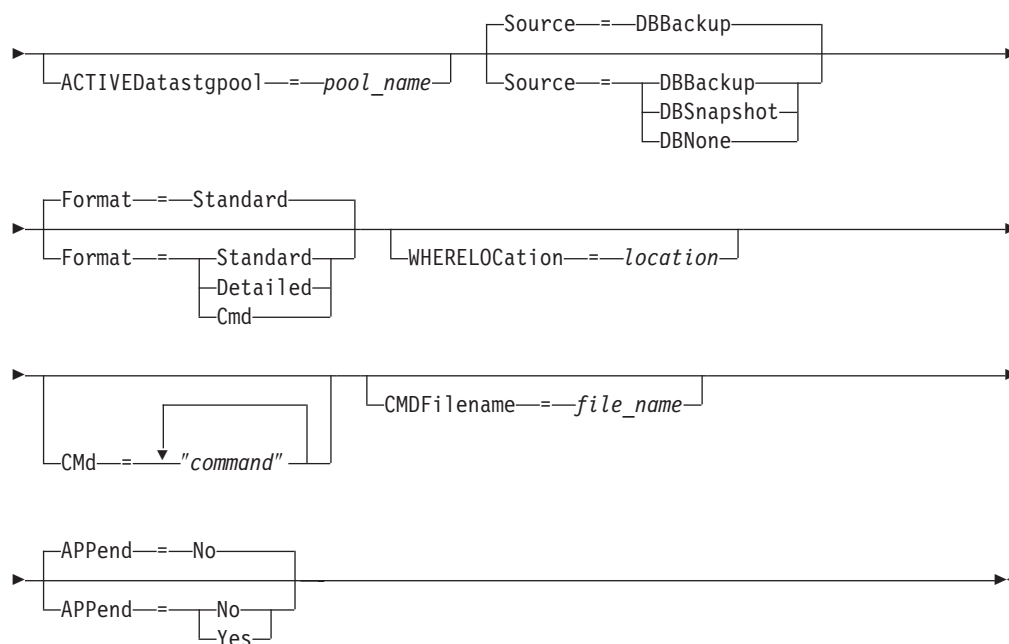 Source = DBBackup
ACTIVEDatastgpool = pool_name Source = DBBackup
DBSnapshot
DBNone
Format = Standard
Format = Standard WHERELOCation = location
Detailed
Cmd
CMDFilename = file_name
CMd = "command"
APPend = No
APPend = No
Yes